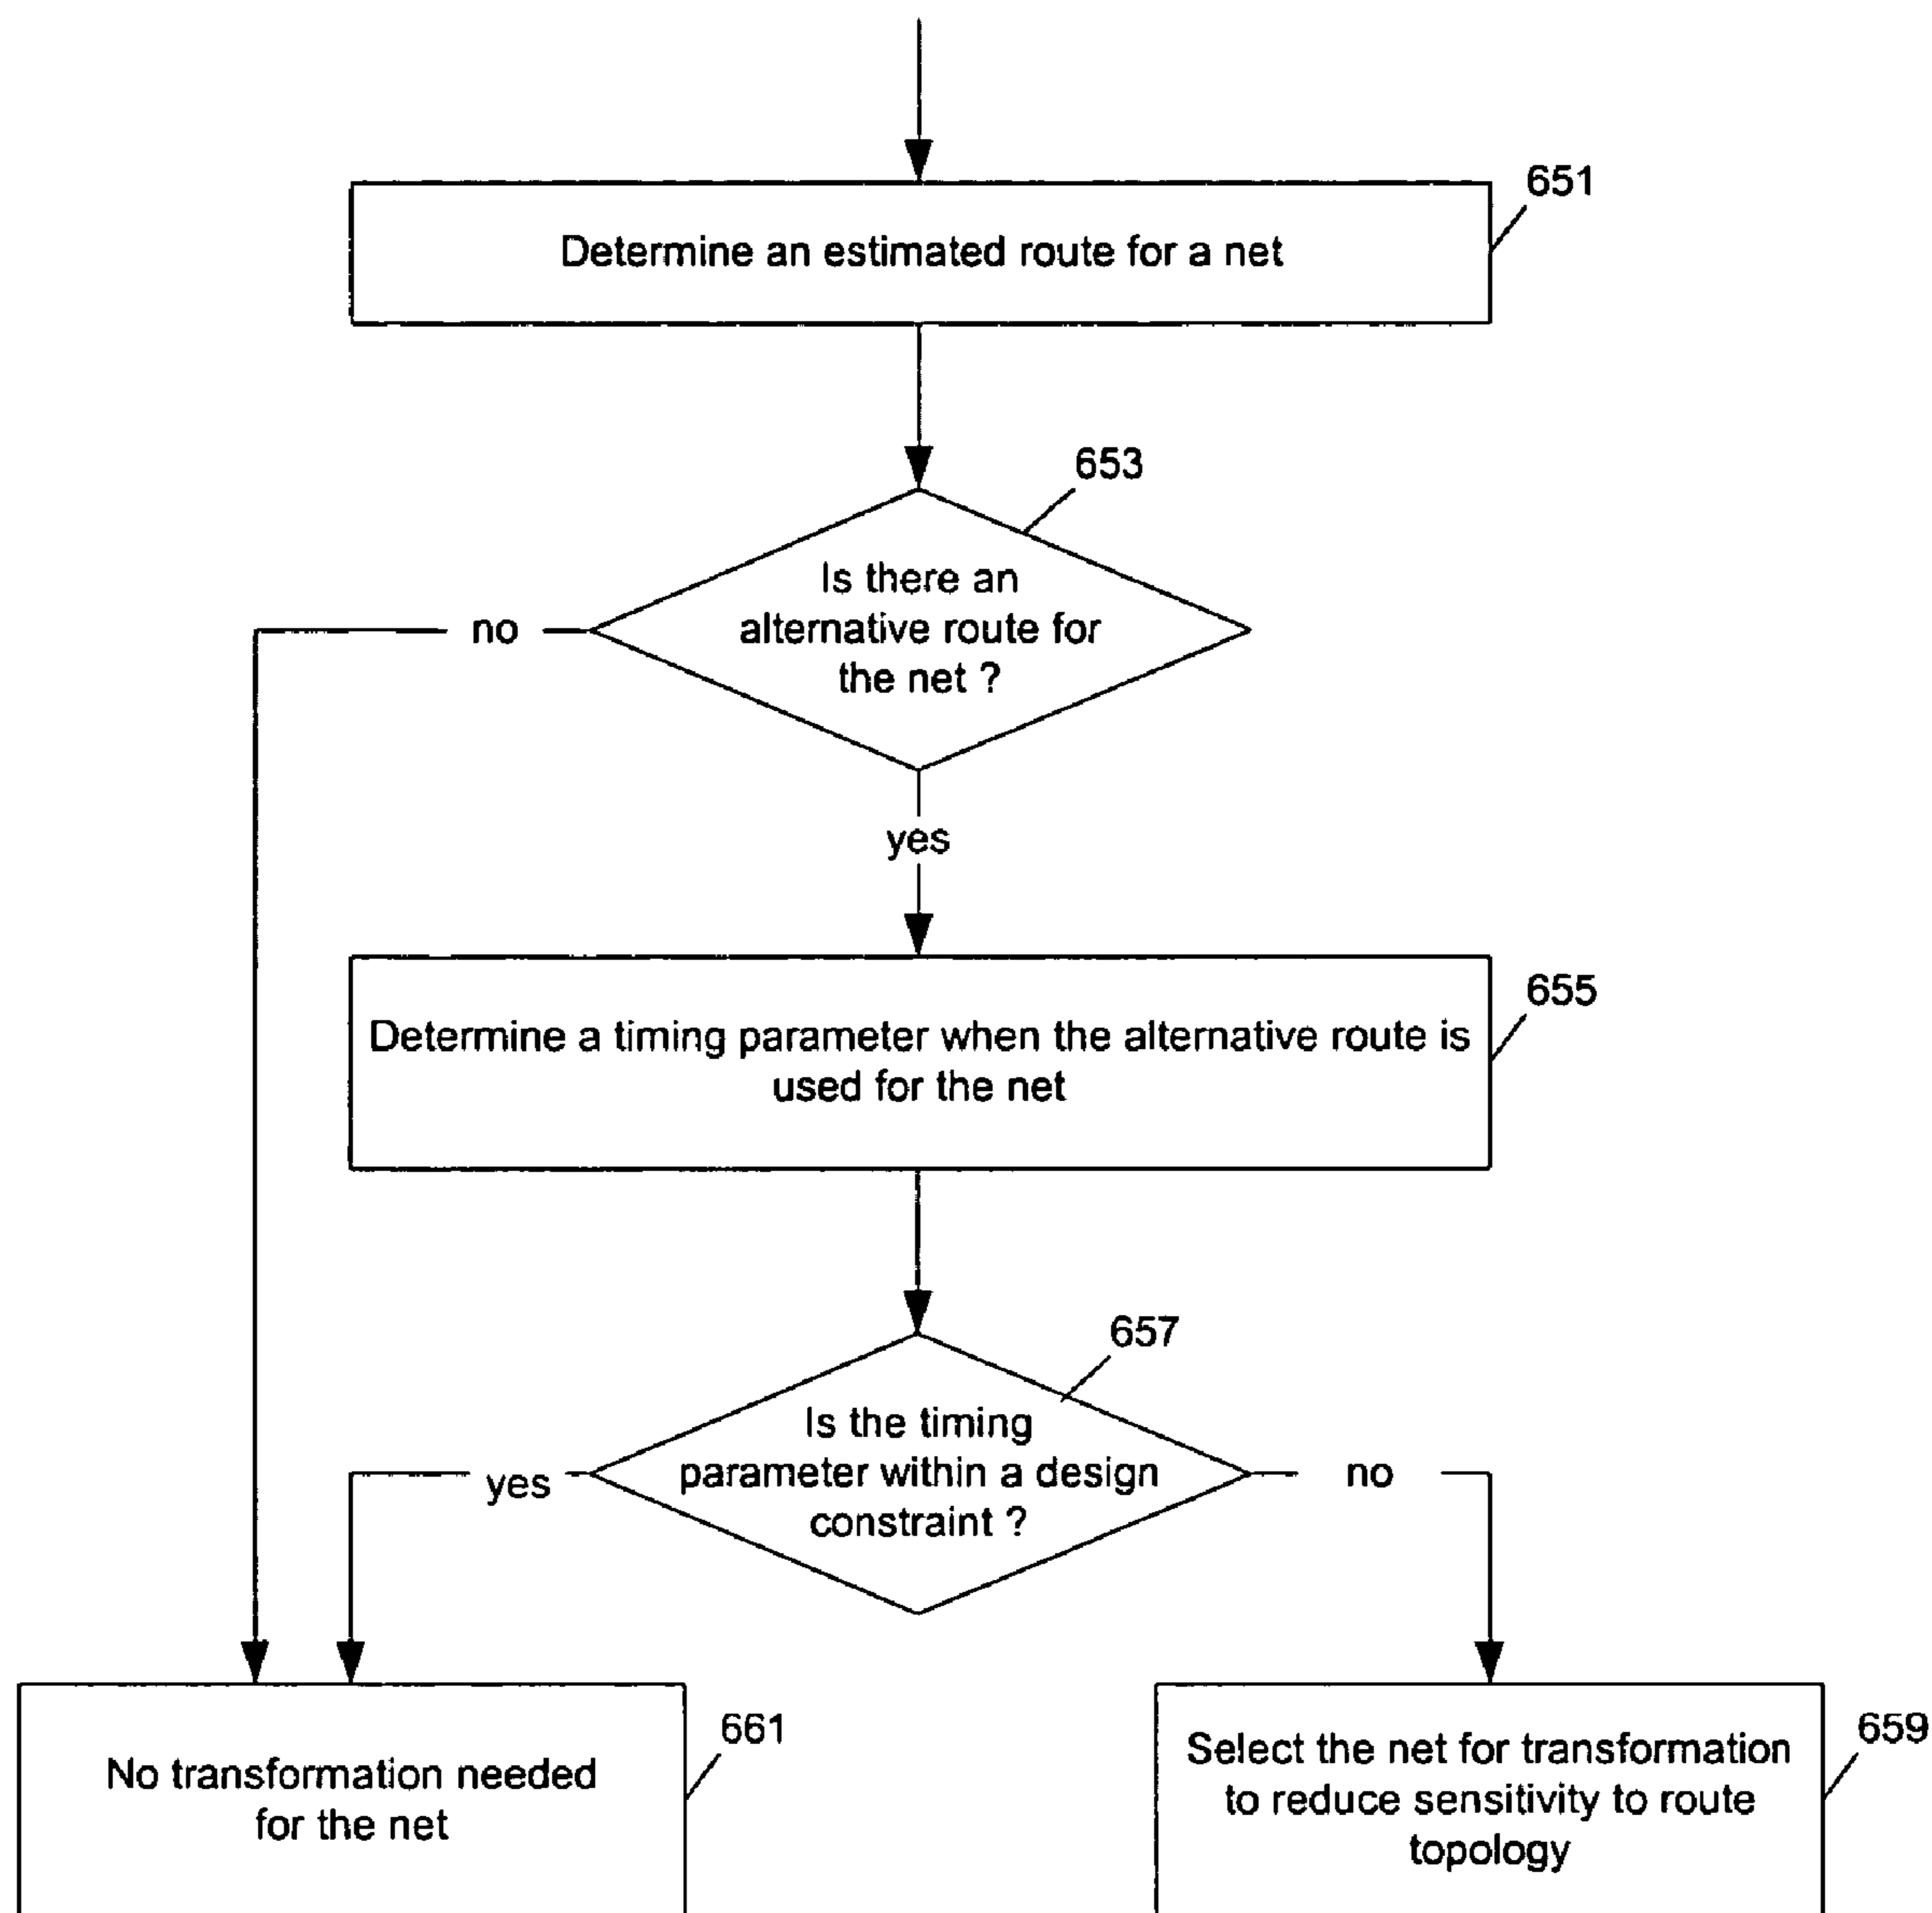 651
Determine an estimated route for a net
653
Is there an
alternative route for
the net ?
no
yes
655
Determine a timing parameter when the alternative route is
used for the net
657
Is the timing
parameter within a design
constraint ?
yes
no
661
No transformation needed
for the net
659
Select the net for transformation
to reduce sensitivity to route
topology